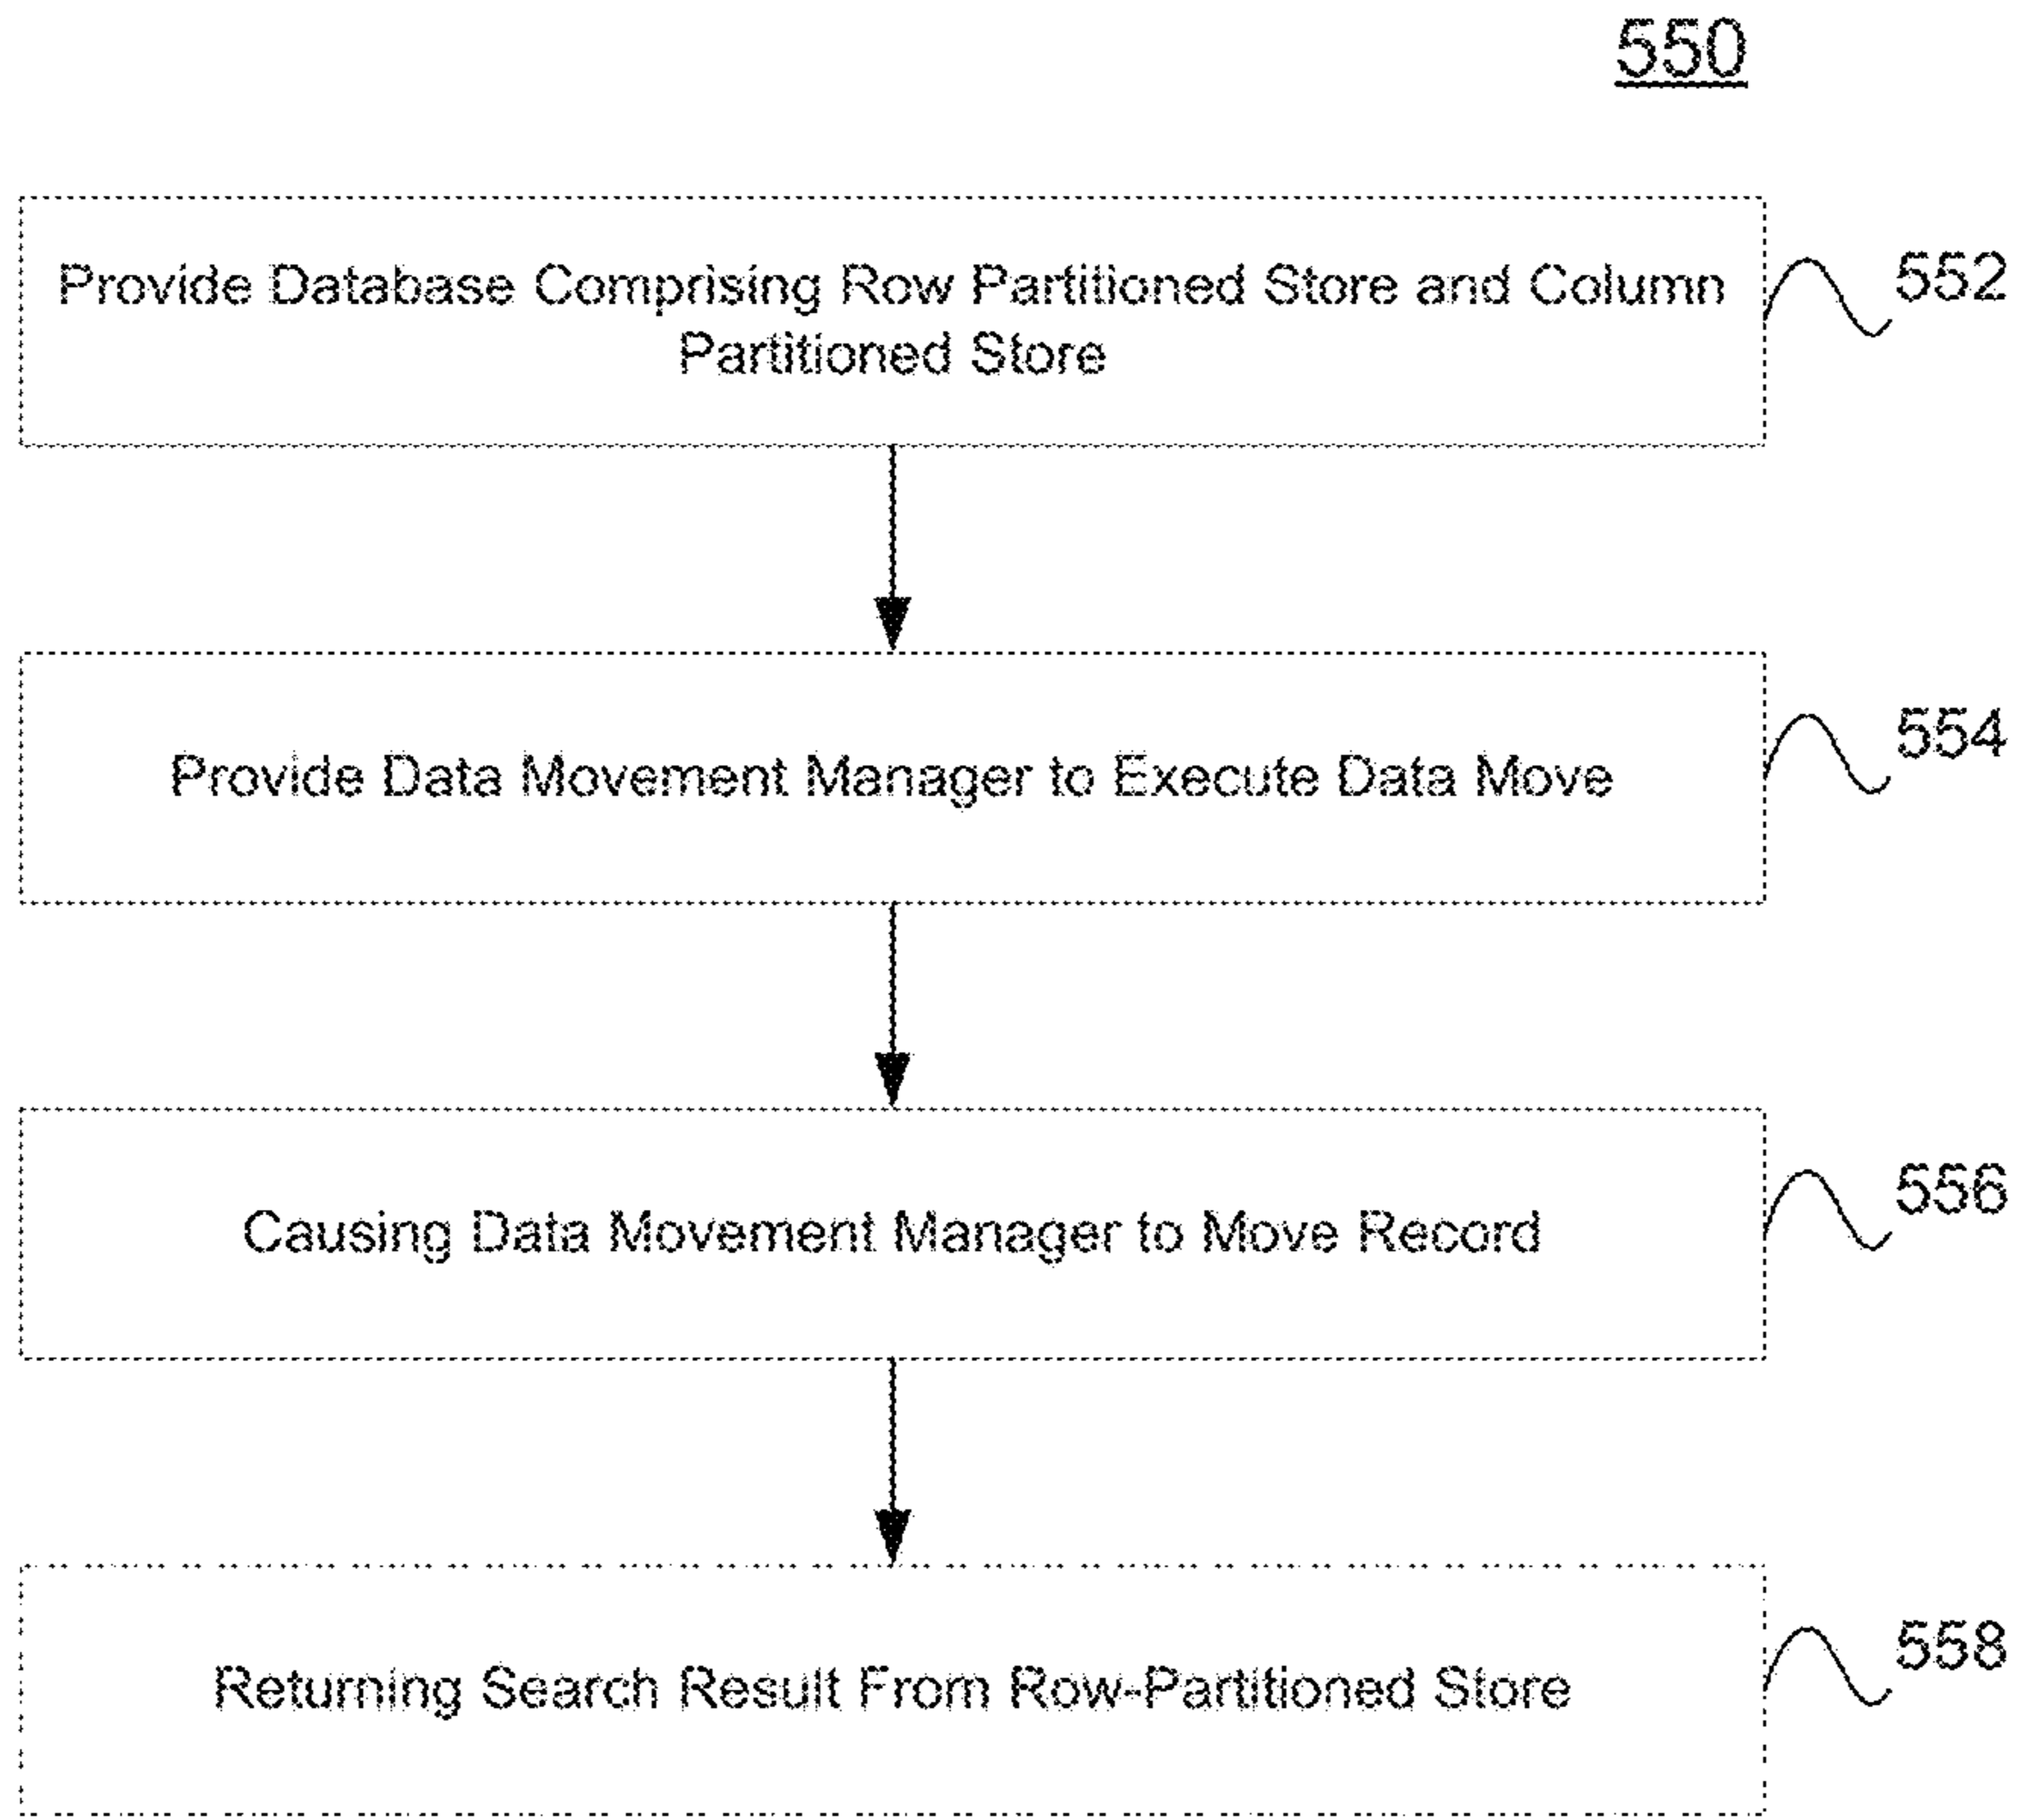 550
Provide Database Comprising Row Partitioned Store and Column
Partitioned Store
552
Provide Data Movement Manager to Execute Data Move
554
Causing Data Movement Manager to Move Record
556
Returning Search Result From Row-Partitioned Store
558